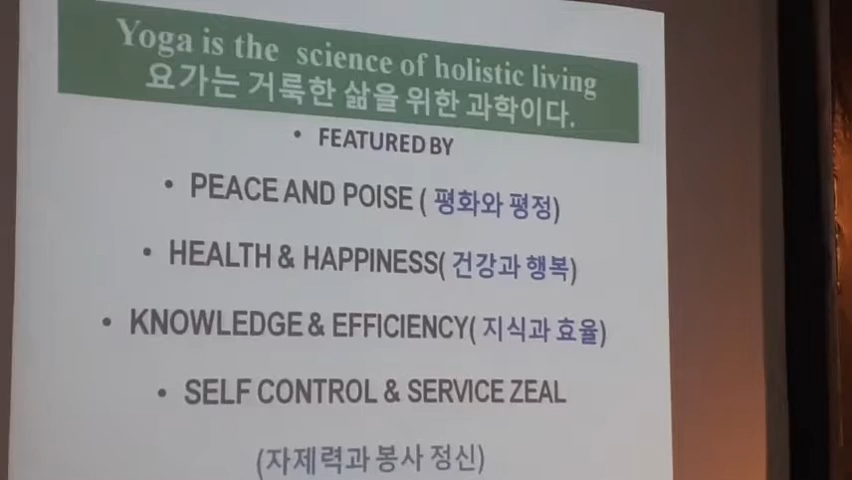 Yoga is the science of holistic living
요가는 거룩한 삶을 위한 과학이다.
• FEATURED BY
• PEACE AND POISE ( 평화와 평정)
• HEALTH & HAPPINESS( 건강과 행복)
• KNOWLEDGE & EFFICIENCY( 지식과 효율)
• SELF CONTROL & SERVICE ZEAL
(자제력과 봉사 정신)